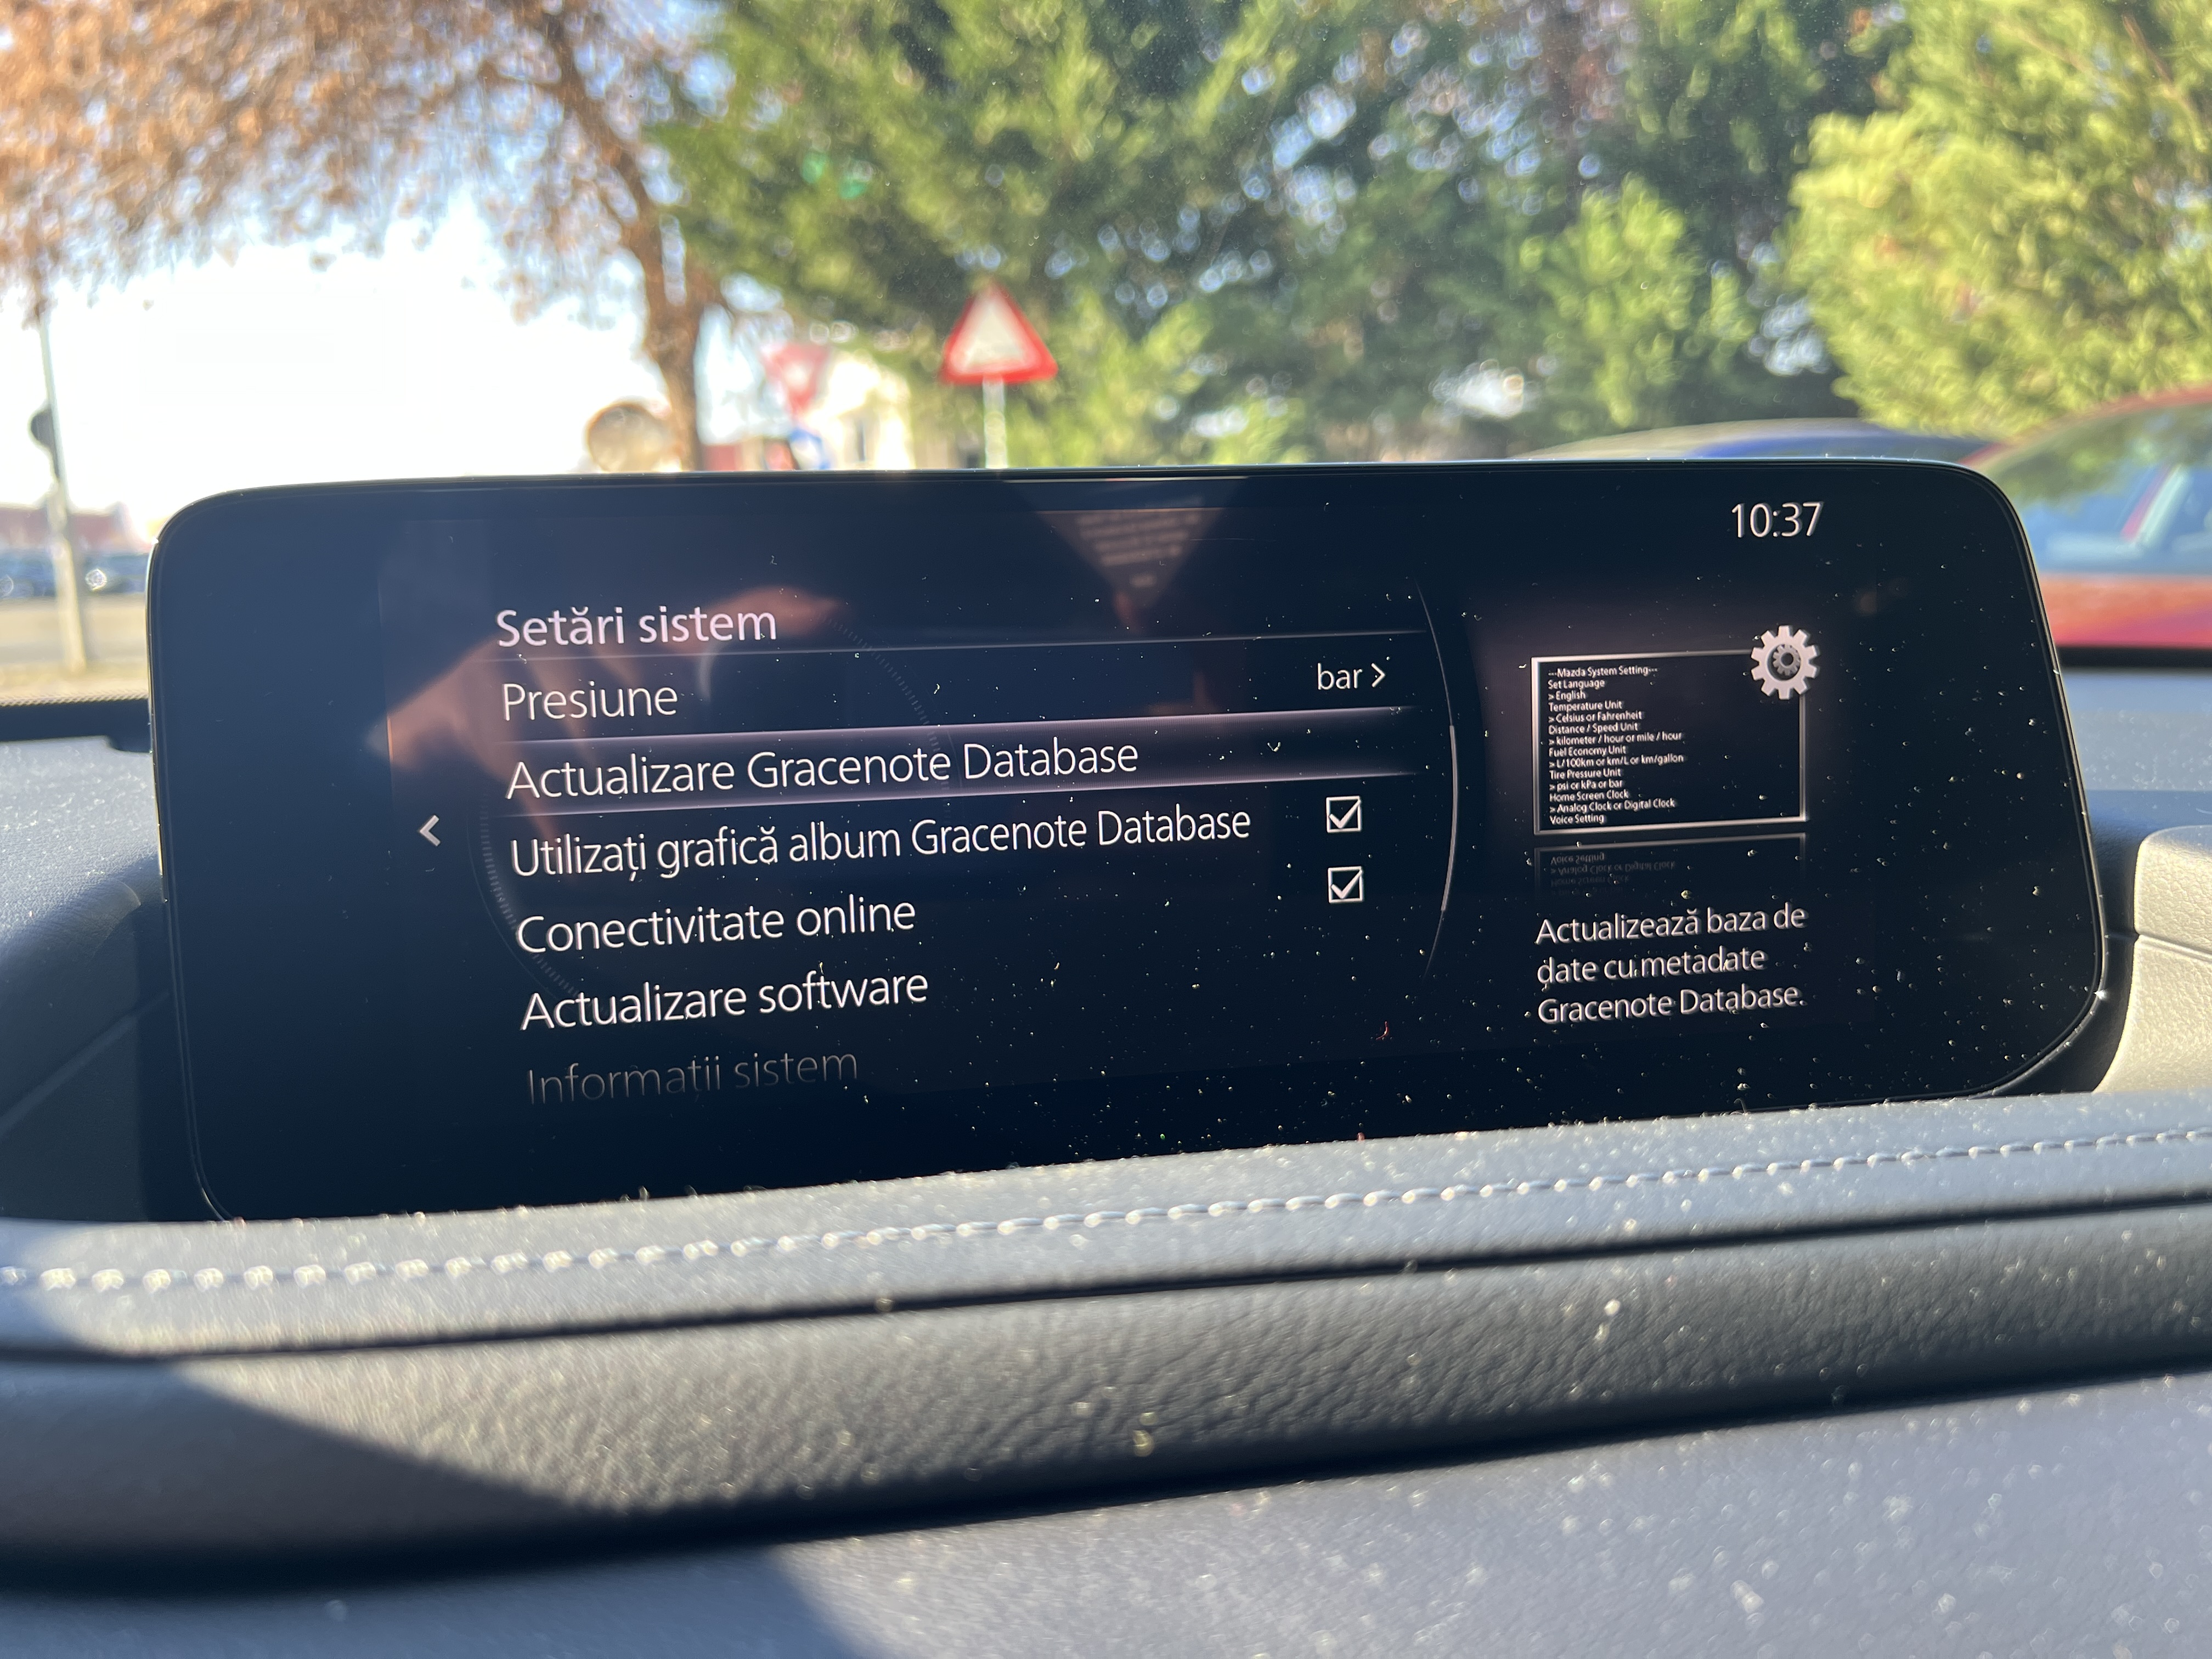 10:37
Setări sistem
Presiune
bar >
Actualizare Gracenote Database
Utilizați grafică album Gracenote Database
Conectivitate online
Actualizare software
Informații sistem
---Mazda System Setting---
Set Language
> English
Temperature Unit
> Celsius or Fahrenheit
Distance / Speed Unit
> kilometer / hour or mile / hour
Fuel Economy Unit
> L/100km or km/L or km/gallon
Tire Pressure Unit
> psi or kPa or bar
Home Screen Clock
> Analog Clock or Digital Clock
Voice Setting
Actualizează baza de
date cu metadate
Gracenote Database.